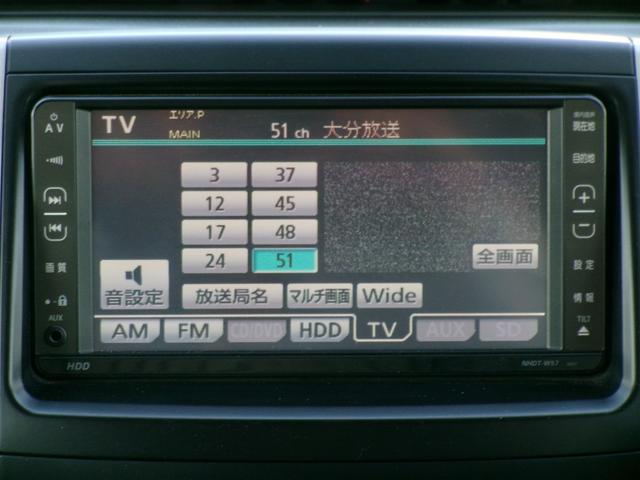 TV
エリア.P
MAIN
51 ch 大分放送
3 37
12 45
17 48
24 51
全画面
音設定
放送局名 マルチ画面 Wide
AM FM CD/DVD HDD TV AUX SD
AV
画質
AUX
HDD
現在地
目的地
設定
情報
TILT
NHDT-W57